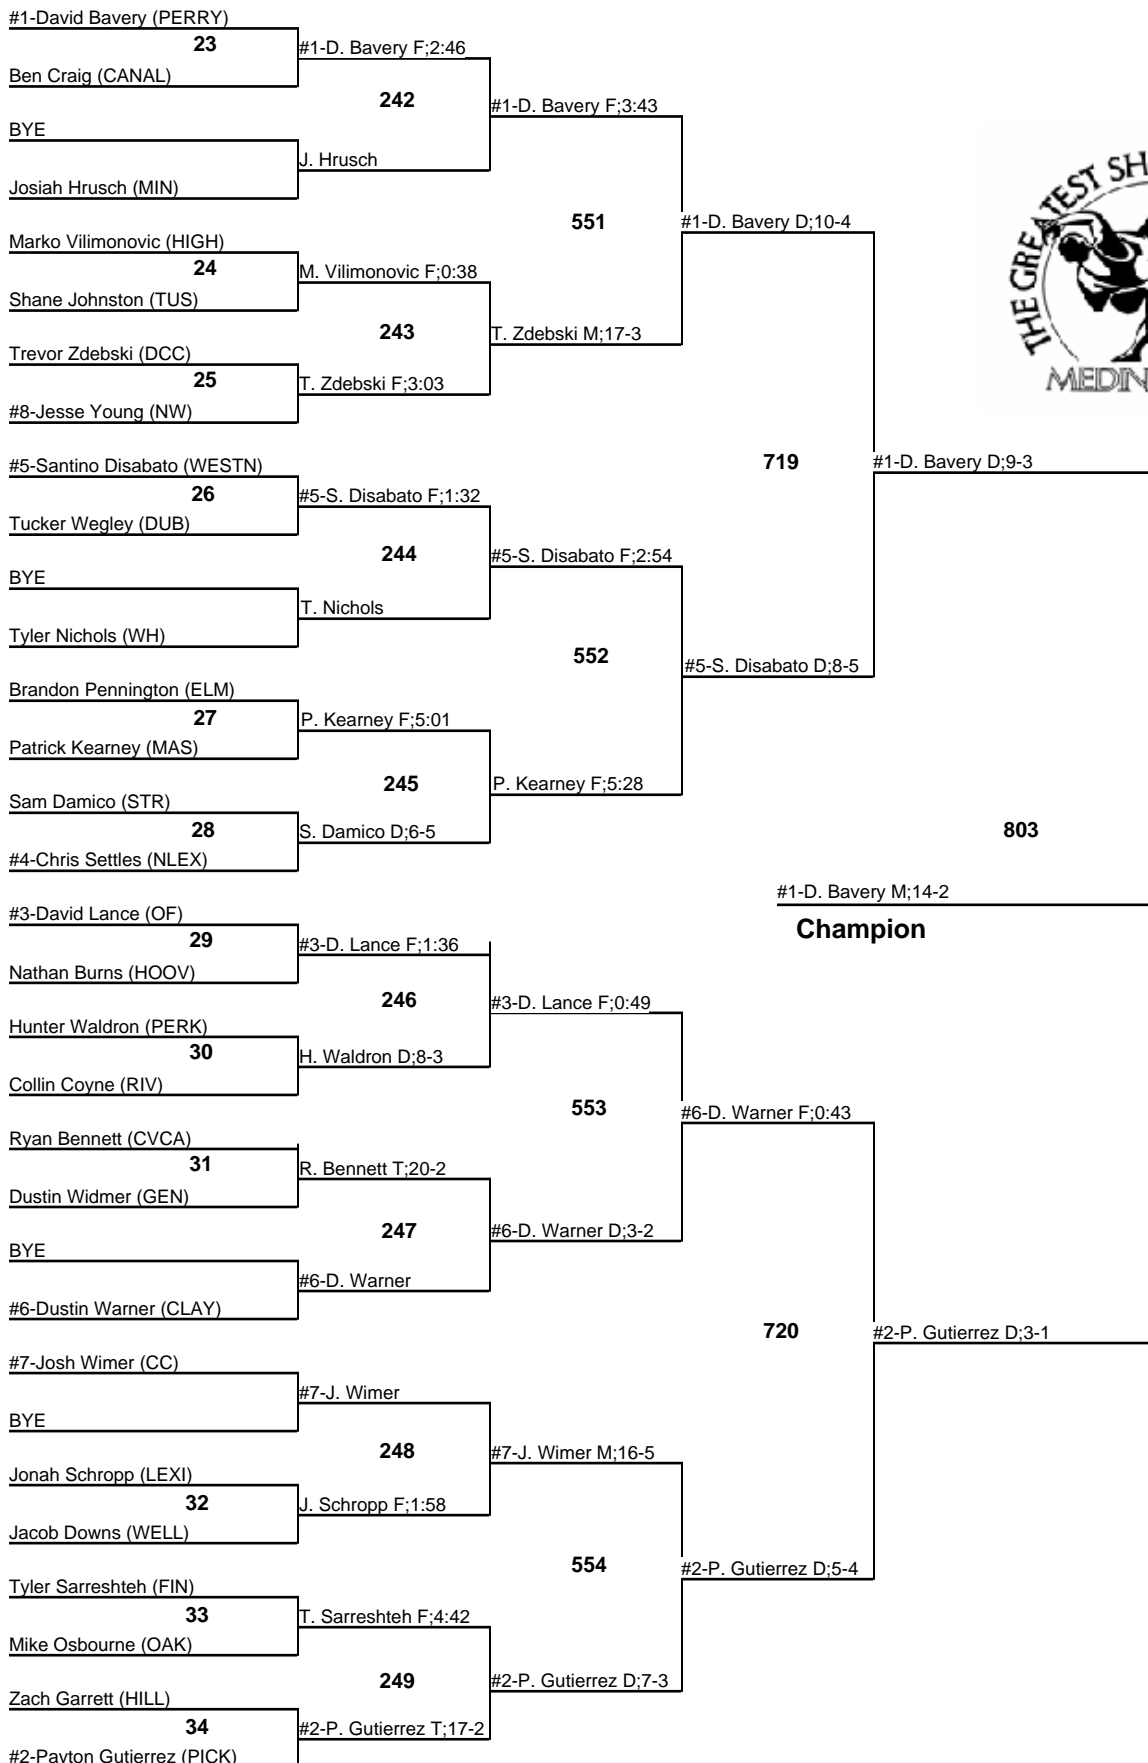 #1-David Bavery (PERRY)
23
#1-D. Bavery F;2:46
Ben Craig (CANAL)
242
#1-D. Bavery F;3:43
BYE
J. Hrusch
Josiah Hrusch (MIN)
551
#1-D. Bavery D;10-4
Marko Vilimonovic (HIGH)
24
M. Vilimonovic F;0:38
Shane Johnston (TUS)
243
T. Zdebski M;17-3
Trevor Zdebski (DCC)
25
T. Zdebski F;3:03
#8-Jesse Young (NW)
719
#1-D. Bavery D;9-3
#5-Santino Disabato (WESTN)
26
#5-S. Disabato F;1:32
Tucker Wegley (DUB)
244
#5-S. Disabato F;2:54
BYE
T. Nichols
Tyler Nichols (WH)
552
#5-S. Disabato D;8-5
Brandon Pennington (ELM)
27
P. Kearney F;5:01
Patrick Kearney (MAS)
245
P. Kearney F;5:28
Sam Damico (STR)
28
S. Damico D;6-5
#4-Chris Settles (NLEX)
803
#1-D. Bavery M;14-2
Champion
#3-David Lance (OF)
29
#3-D. Lance F;1:36
Nathan Burns (HOOV)
246
#3-D. Lance F;0:49
Hunter Waldron (PERK)
30
H. Waldron D;8-3
Collin Coyne (RIV)
553
#6-D. Warner F;0:43
Ryan Bennett (CVCA)
31
R. Bennett T;20-2
Dustin Widmer (GEN)
247
#6-D. Warner D;3-2
BYE
#6-D. Warner
#6-Dustin Warner (CLAY)
720
#2-P. Gutierrez D;3-1
#7-Josh Wimer (CC)
#7-J. Wimer
BYE
248
#7-J. Wimer M;16-5
Jonah Schropp (LEXI)
32
J. Schropp F;1:58
Jacob Downs (WELL)
554
#2-P. Gutierrez D;5-4
Tyler Sarreshteh (FIN)
33
T. Sarreshteh F;4:42
Mike Osbourne (OAK)
249
#2-P. Gutierrez D;7-3
Zach Garrett (HILL)
34
#2-P. Gutierrez T;17-2
#2-Payton Gutierrez (PICK)
THE GREATEST SH
MEDIN